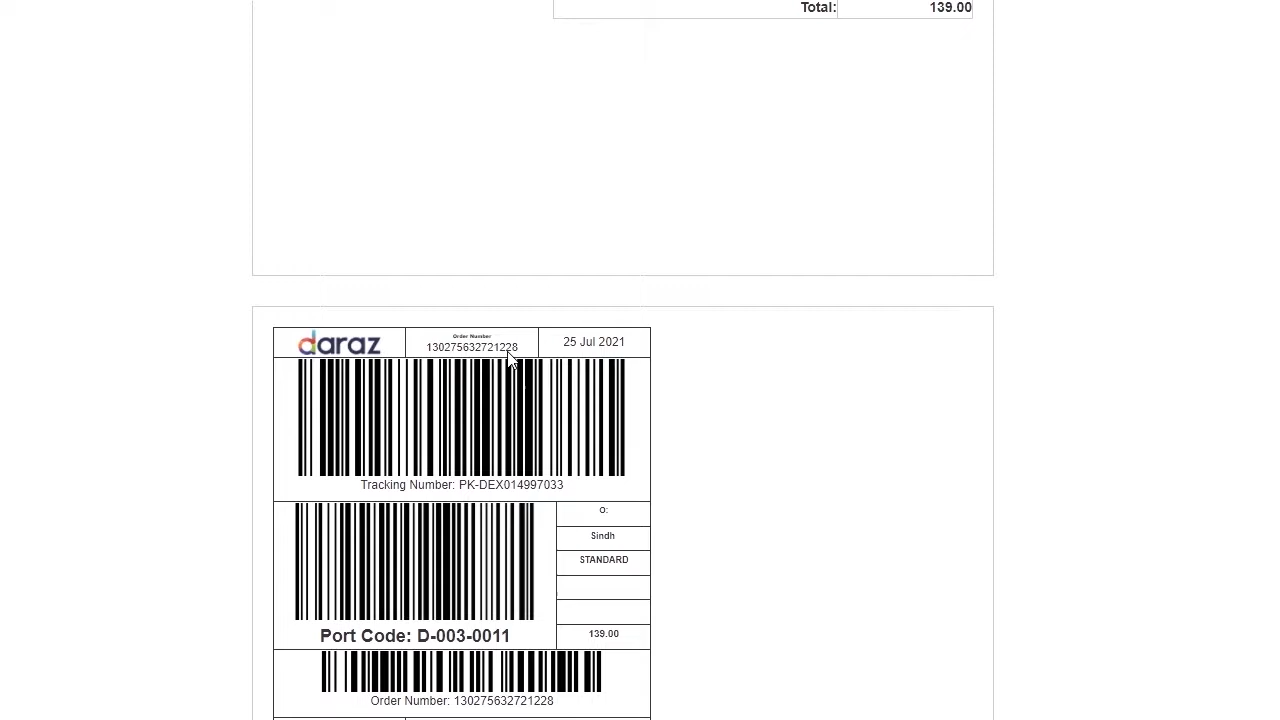 Total: 139.00
daraz
Order Number
130275632721228
25 Jul 2021
Tracking Number: PK-DEX014997033
O:
Sindh
STANDARD
Port Code: D-003-0011
139.00
Order Number: 130275632721228